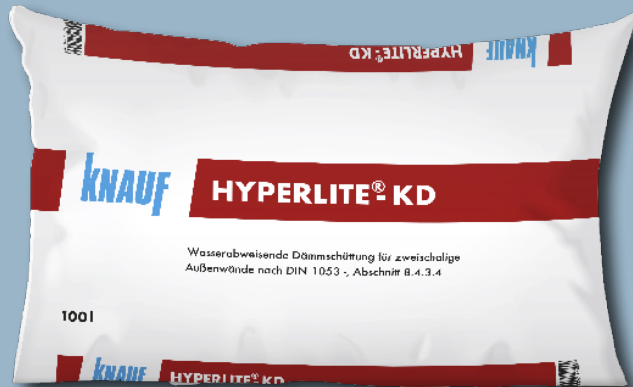 HYPERLITE®-KD KNAUF
KNAUF HYPERLITE®-KD
Wasserabweisende Dämmschüttung für zweischalige
Außenwände nach DIN 1053 -, Abschnitt 8.4.3.4
100 l
KNAUF HYPERLITE®-KD